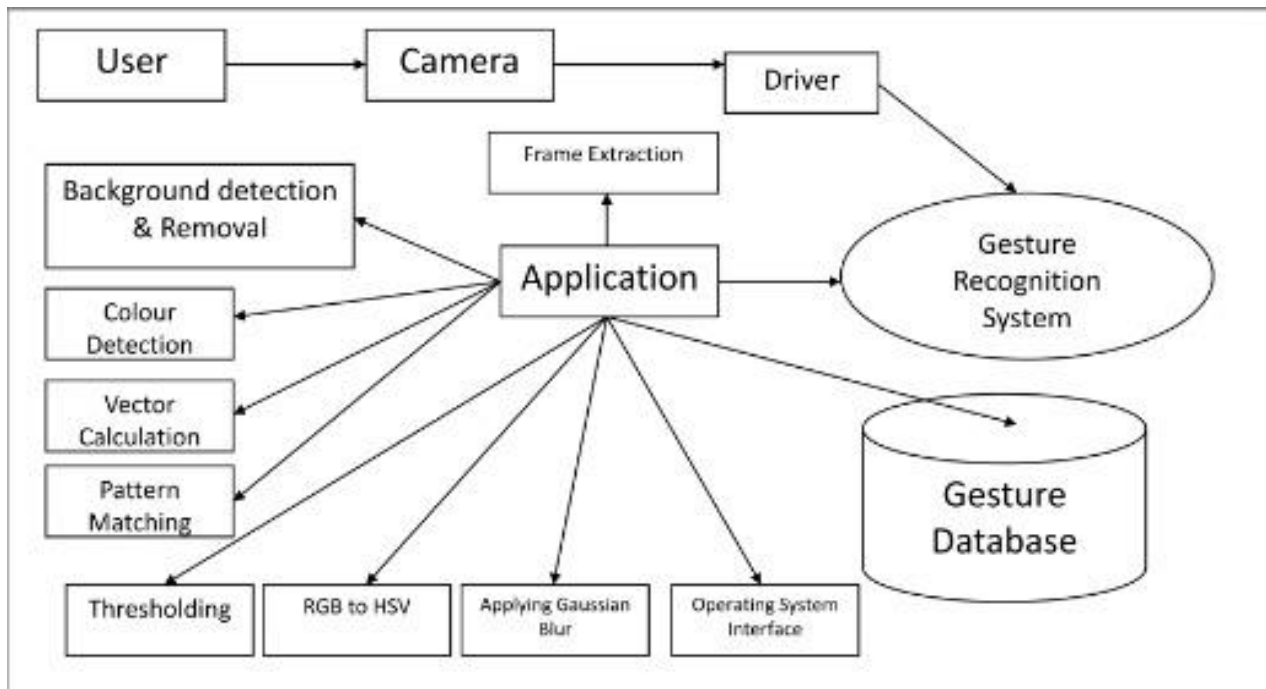 User
Camera
Driver
Frame Extraction
Background detection
& Removal
Application
Gesture
Recognition
System
Colour
Detection
Vector
Calculation
Pattern
Matching
Gesture
Database
Thresholding
RGB to HSV
Applying Gaussian
Blur
Operating System
Interface